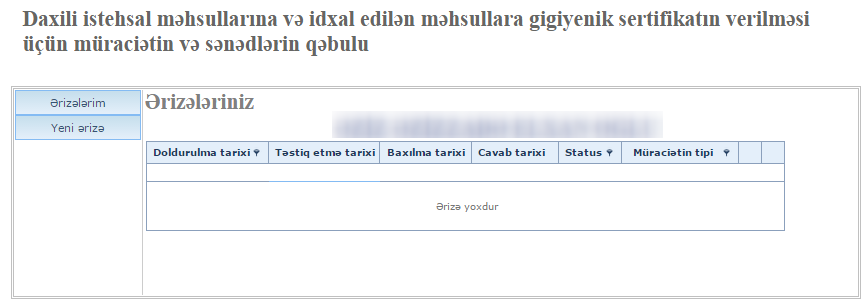 Daxili istehsal məhsullarına və idxal edilən məhsullara gigiyenik sertifikatın verilməsi
üçün müraciətin və sənədlərin qəbulu
Ərizələrim
Yeni ərizə
Ərizələriniz
Doldurulma tarixi Təstiq etmə tarixi Baxılma tarixi Cavab tarixi Status Müraciətin tipi
Ərizə yoxdur